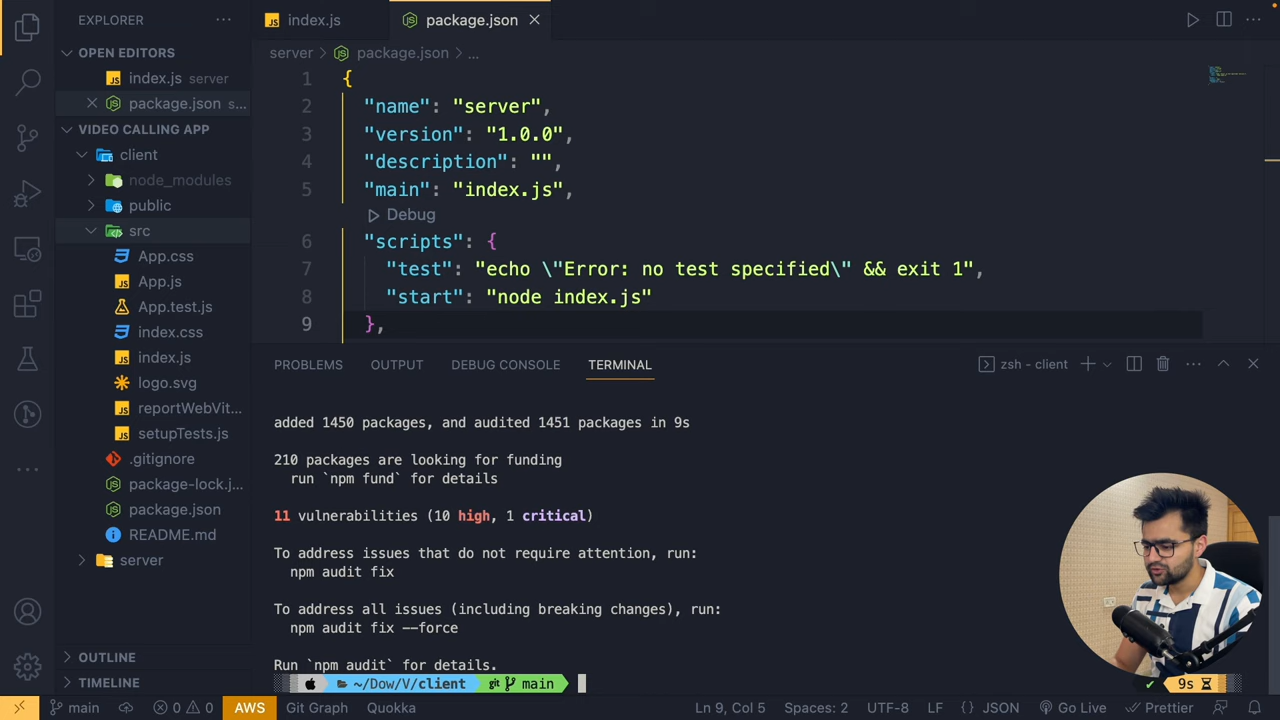 EXPLORER
OPEN EDITORS
index.js server
package.json s...
VIDEO CALLING APP
client
node_modules
public
src
App.css
App.js
App.test.js
index.css
index.js
logo.svg
reportWebVit...
setupTests.js
.gitignore
package-lock.j...
package.json
README.md
server
OUTLINE
TIMELINE
index.js
package.json
server > package.json > ...
1 {
2 "name": "server",
3 "version": "1.0.0",
4 "description": "",
5 "main": "index.js",
Debug
6 "scripts": {
7 "test": "echo \"Error: no test specified\" && exit 1",
8 "start": "node index.js"
9 },
PROBLEMS OUTPUT DEBUG CONSOLE TERMINAL
zsh - client
added 1450 packages, and audited 1451 packages in 9s
210 packages are looking for funding
run `npm fund` for details
11 vulnerabilities (10 high, 1 critical)
To address issues that do not require attention, run:
npm audit fix
To address all issues (including breaking changes), run:
npm audit fix --force
Run `npm audit` for details.
~/Dow/V/client git main
9s
main 0 0 AWS Git Graph Quokka Ln 9, Col 5 Spaces: 2 UTF-8 LF {} JSON Go Live Prettier